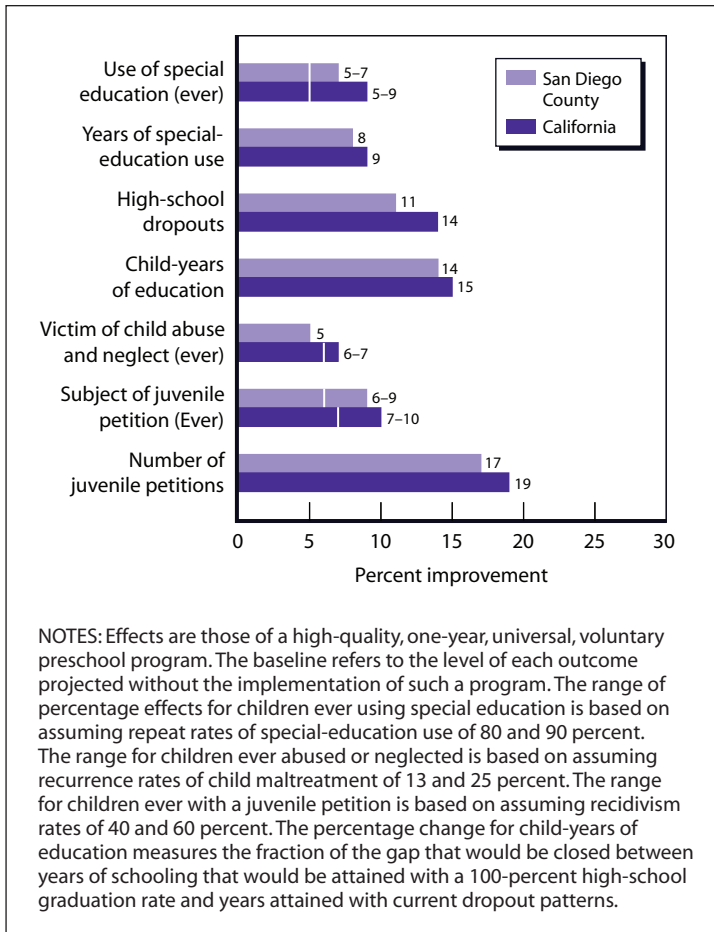 Use of special
education (ever)
5–7
5–9
Years of special-
education use
8
9
High-school
dropouts
11
14
Child-years
of education
14
15
Victim of child abuse
and neglect (ever)
5
6–7
Subject of juvenile
petition (Ever)
6–9
7–10
Number of
juvenile petitions
17
19
San Diego
County
California
0 5 10 15 20 25 30
Percent improvement
NOTES: Effects are those of a high-quality, one-year, universal, voluntary
preschool program. The baseline refers to the level of each outcome
projected without the implementation of such a program. The range of
percentage effects for children ever using special education is based on
assuming repeat rates of special-education use of 80 and 90 percent.
The range for children ever abused or neglected is based on assuming
recurrence rates of child maltreatment of 13 and 25 percent. The range
for children ever with a juvenile petition is based on assuming recidivism
rates of 40 and 60 percent. The percentage change for child-years of
education measures the fraction of the gap that would be closed between
years of schooling that would be attained with a 100-percent high-school
graduation rate and years attained with current dropout patterns.